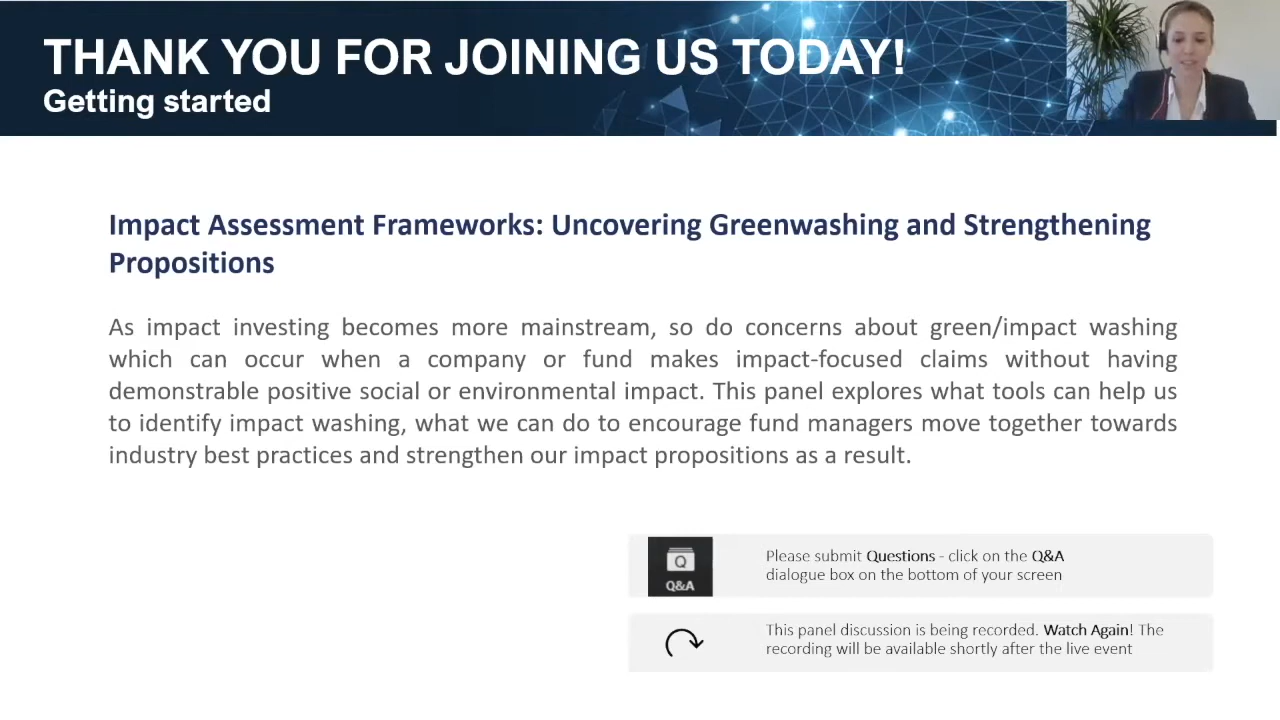 THANK YOU FOR JOINING US TODAY!
Getting started
Impact Assessment Frameworks: Uncovering Greenwashing and Strengthening
Propositions
As impact investing becomes more mainstream, so do concerns about green/impact washing
which can occur when a company or fund makes impact-focused claims without having
demonstrable positive social or environmental impact. This panel explores what tools can help us
to identify impact washing, what we can do to encourage fund managers move together towards
industry best practices and strengthen our impact propositions as a result.
Q
Q&A
Please submit Questions - click on the Q&A
dialogue box on the bottom of your screen
This panel discussion is being recorded. Watch Again! The
recording will be available shortly after the live event